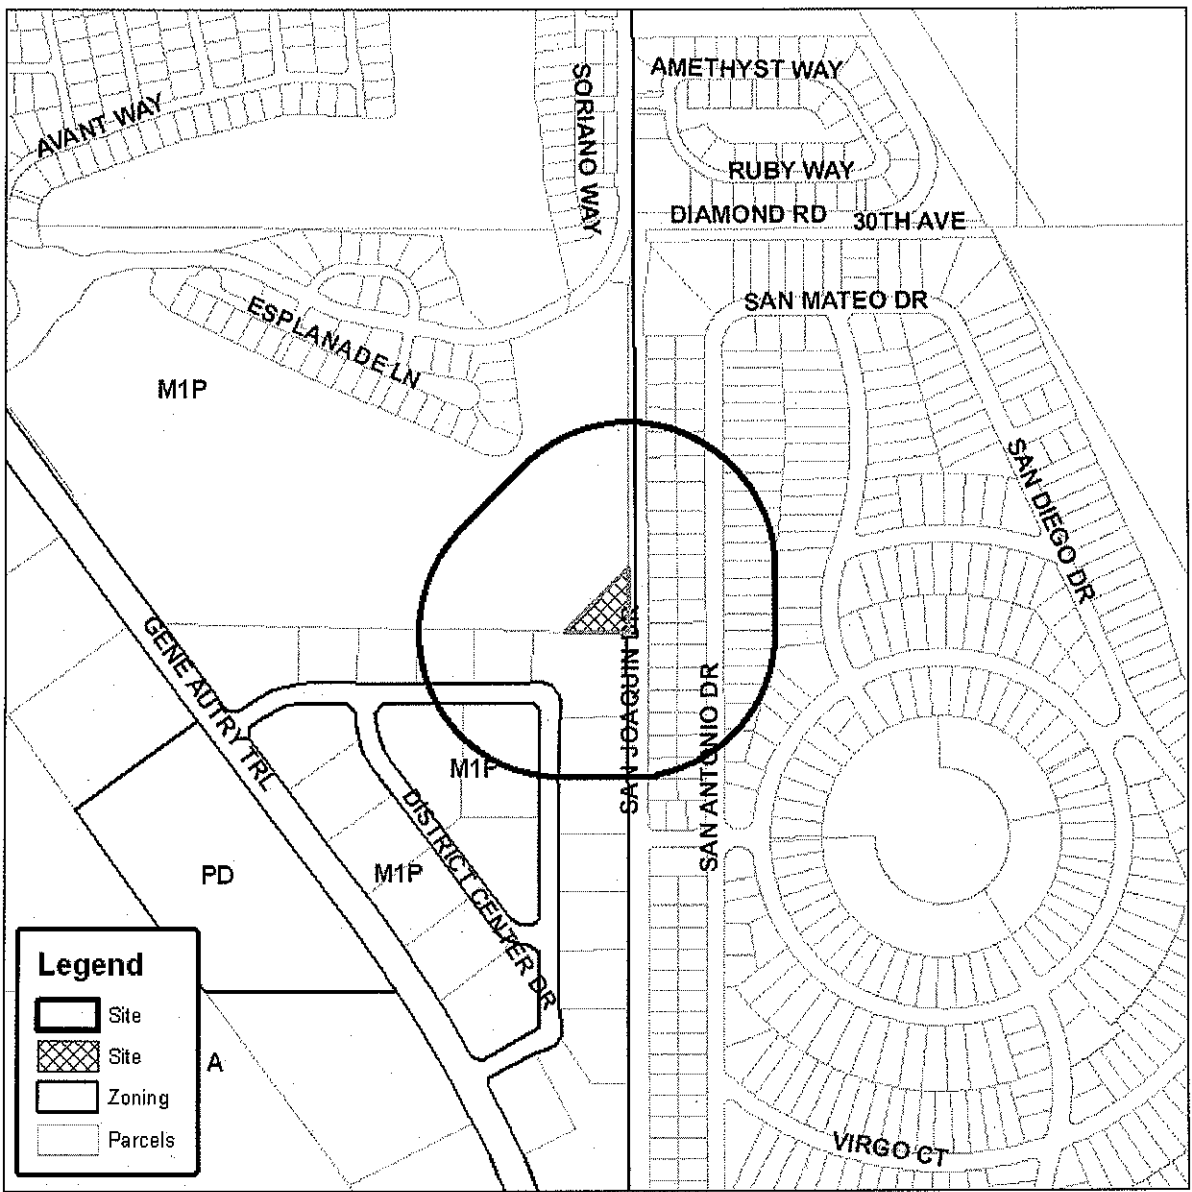 AMETHYST WAY
SORIANO WAY
AVANT WAY
RUBY WAY
DIAMOND RD
30TH AVE
ESPLANADE LN
SAN MATEO DR
M1P
SAN DIEGO DR
GENE AUTRY TRL
SAN JOAQUIN DR
SAN ANTONIO DR
M1P
DISTRICT CENTER DR
M1P
PD
Legend
Site
Site
Zoning
Parcels
A
VIRGO CT